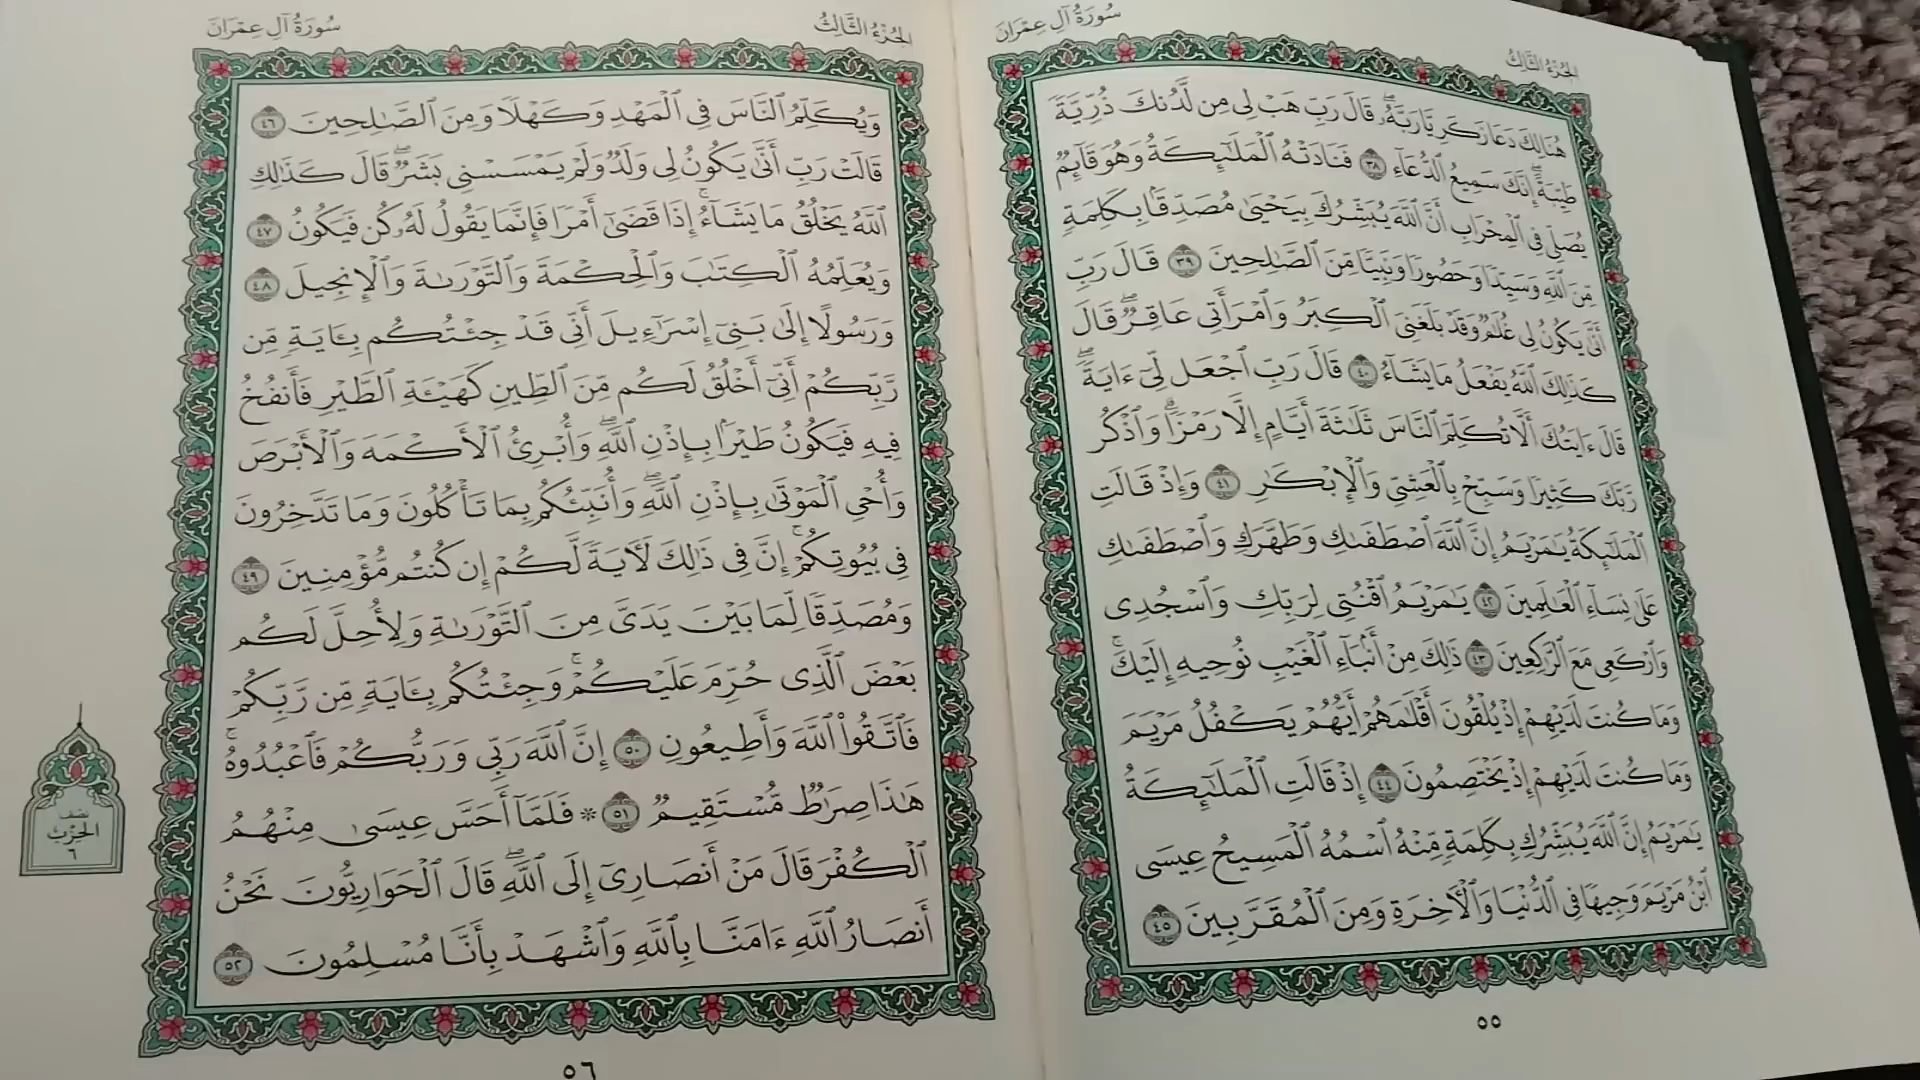 سُورَةُ آلِ عِمْرَانَ
الجُزْءُ الثَّالِثُ
هُنَالِكَ دَعَا زَكَرِيَّا رَبَّهُۥ ۖ قَالَ رَبِّ هَبْ لِى مِن لَّدُنكَ ذُرِّيَّةً
طَيِّبَةً ۖ إِنَّكَ سَمِيعُ ٱلدُّعَآءِ ٣٨ فَنَادَتْهُ ٱلْمَلَـٰٓئِكَةُ وَهُوَ قَآئِمٌ
يُصَلِّى فِى ٱلْمِحْرَابِ أَنَّ ٱللَّهَ يُبَشِّرُكَ بِيَحْيَىٰ مُصَدِّقًۢا بِكَلِمَةٍ
مِّنَ ٱللَّهِ وَسَيِّدًا وَحَصُورًا وَنَبِيًّا مِّنَ ٱلصَّـٰلِحِينَ ٣٩ قَالَ رَبِّ
أَنَّىٰ يَكُونُ لِى غُلَـٰمٌ وَقَدْ بَلَغَنِىَ ٱلْكِبَرُ وَٱمْرَأَتِى عَاقِرٌ ۖ قَالَ
كَذَٰلِكَ ٱللَّهُ يَفْعَلُ مَا يَشَآءُ ٤٠ قَالَ رَبِّ ٱجْعَل لِّىٓ ءَايَةً ۖ
قَالَ ءَايَتُكَ أَلَّا تُكَلِّمَ ٱلنَّاسَ ثَلَـٰثَةَ أَيَّامٍ إِلَّا رَمْزًا ۗ وَٱذْكُر
رَّبَّكَ كَثِيرًا وَسَبِّحْ بِٱلْعَشِىِّ وَٱلْإِبْكَـٰرِ ٤١ وَإِذْ قَالَتِ
ٱلْمَلَـٰٓئِكَةُ يَـٰمَرْيَمُ إِنَّ ٱللَّهَ ٱصْطَفَىٰكِ وَطَهَّرَكِ وَٱصْطَفَىٰكِ
عَلَىٰ نِسَآءِ ٱلْعَـٰلَمِينَ ٤٢ يَـٰمَرْيَمُ ٱقْنُتِى لِرَبِّكِ وَٱسْجُدِى
وَٱرْكَعِى مَعَ ٱلرَّٰكِعِينَ ٤٣ ذَٰلِكَ مِنْ أَنۢبَآءِ ٱلْغَيْبِ نُوحِيهِ إِلَيْكَ ۚ
وَمَا كُنتَ لَدَيْهِمْ إِذْ يُلْقُونَ أَقْلَـٰمَهُمْ أَيُّهُمْ يَكْفُلُ مَرْيَمَ
وَمَا كُنتَ لَدَيْهِمْ إِذْ يَخْتَصِمُونَ ٤٤ إِذْ قَالَتِ ٱلْمَلَـٰٓئِكَةُ
يَـٰمَرْيَمُ إِنَّ ٱللَّهَ يُبَشِّرُكِ بِكَلِمَةٍ مِّنْهُ ٱسْمُهُ ٱلْمَسِيحُ عِيسَى
ٱبْنُ مَرْيَمَ وَجِيهًا فِى ٱلدُّنْيَا وَٱلْـَٔاخِرَةِ وَمِنَ ٱلْمُقَرَّبِينَ ٤٥
٥٥
سُورَةُ آلِ عِمْرَانَ
الجُزْءُ الثَّالِثُ
وَيُكَلِّمُ ٱلنَّاسَ فِى ٱلْمَهْدِ وَكَهْلًا وَمِنَ ٱلصَّـٰلِحِينَ ٤٦
قَالَتْ رَبِّ أَنَّىٰ يَكُونُ لِى وَلَدٌ وَلَمْ يَمْسَسْنِى بَشَرٌ ۖ قَالَ كَذَٰلِكِ
ٱللَّهُ يَخْلُقُ مَا يَشَآءُ ۚ إِذَا قَضَىٰٓ أَمْرًا فَإِنَّمَا يَقُولُ لَهُۥ كُن فَيَكُونُ ٤٧
وَيُعَلِّمُهُ ٱلْكِتَـٰبَ وَٱلْحِكْمَةَ وَٱلتَّوْرَىٰةَ وَٱلْإِنجِيلَ ٤٨
وَرَسُولًا إِلَىٰ بَنِىٓ إِسْرَٰٓءِيلَ أَنِّى قَدْ جِئْتُكُم بِـَٔايَةٍ مِّن
رَّبِّكُمْ أَنِّىٓ أَخْلُقُ لَكُم مِّنَ ٱلطِّينِ كَهَيْـَٔةِ ٱلطَّيْرِ فَأَنفُخُ
فِيهِ فَيَكُونُ طَيْرًۢا بِإِذْنِ ٱللَّهِ ۖ وَأُبْرِئُ ٱلْأَكْمَهَ وَٱلْأَبْرَصَ
وَأُحْىِ ٱلْمَوْتَىٰ بِإِذْنِ ٱللَّهِ ۖ وَأُنَبِّئُكُم بِمَا تَأْكُلُونَ وَمَا تَدَّخِرُونَ
فِى بُيُوتِكُمْ ۚ إِنَّ فِى ذَٰلِكَ لَـَٔايَةً لَّكُمْ إِن كُنتُم مُّؤْمِنِينَ ٤٩
وَمُصَدِّقًا لِّمَا بَيْنَ يَدَىَّ مِنَ ٱلتَّوْرَىٰةِ وَلِأُحِلَّ لَكُم
بَعْضَ ٱلَّذِى حُرِّمَ عَلَيْكُمْ ۚ وَجِئْتُكُم بِـَٔايَةٍ مِّن رَّبِّكُمْ
فَٱتَّقُوا۟ ٱللَّهَ وَأَطِيعُونِ ٥٠ إِنَّ ٱللَّهَ رَبِّى وَرَبُّكُمْ فَٱعْبُدُوهُ ۗ
هَـٰذَا صِرَٰطٌ مُّسْتَقِيمٌ ٥١ ۞ فَلَمَّآ أَحَسَّ عِيسَىٰ مِنْهُمُ
ٱلْكُفْرَ قَالَ مَنْ أَنصَارِىٓ إِلَى ٱللَّهِ ۖ قَالَ ٱلْحَوَارِيُّونَ نَحْنُ
أَنصَارُ ٱللَّهِ ءَامَنَّا بِٱللَّهِ وَٱشْهَدْ بِأَنَّا مُسْلِمُونَ ٥٢
نصف
الحزب
٦
٥٦